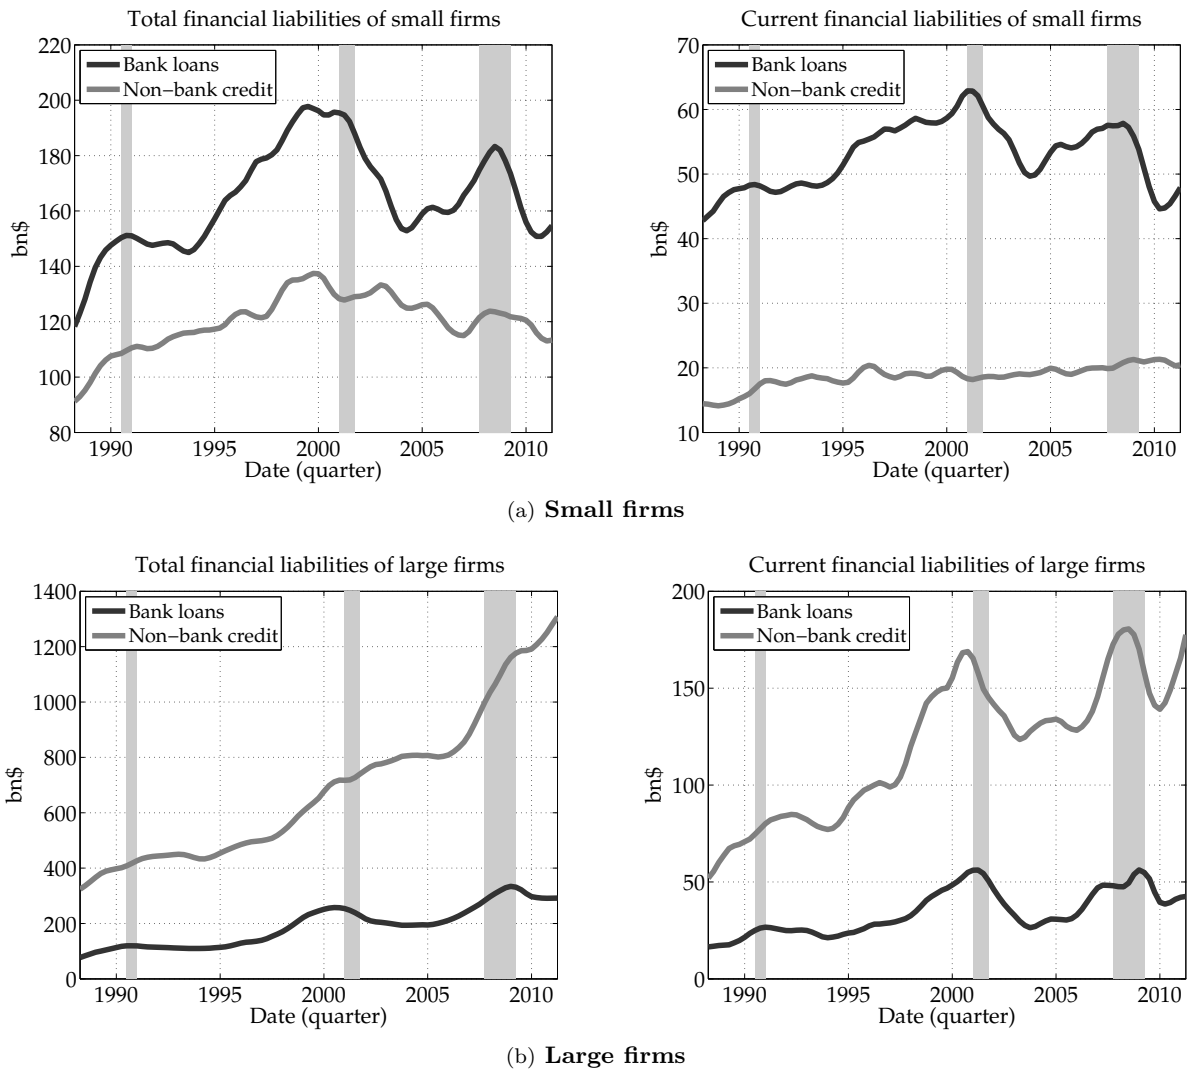 Total financial liabilities of small firms
220
200
180
160
140
120
100
80
bn$
Bank loans
Non-bank credit
1990 1995 2000 2005 2010
Date (quarter)
Current financial liabilities of small firms
70
60
50
40
30
20
10
bn$
Bank loans
Non-bank credit
1990 1995 2000 2005 2010
Date (quarter)
(a) Small firms
Total financial liabilities of large firms
1400
1200
1000
800
600
400
200
0
bn$
Bank loans
Non-bank credit
1990 1995 2000 2005 2010
Date (quarter)
Current financial liabilities of large firms
200
150
100
50
0
bn$
Bank loans
Non-bank credit
1990 1995 2000 2005 2010
Date (quarter)
(b) Large firms